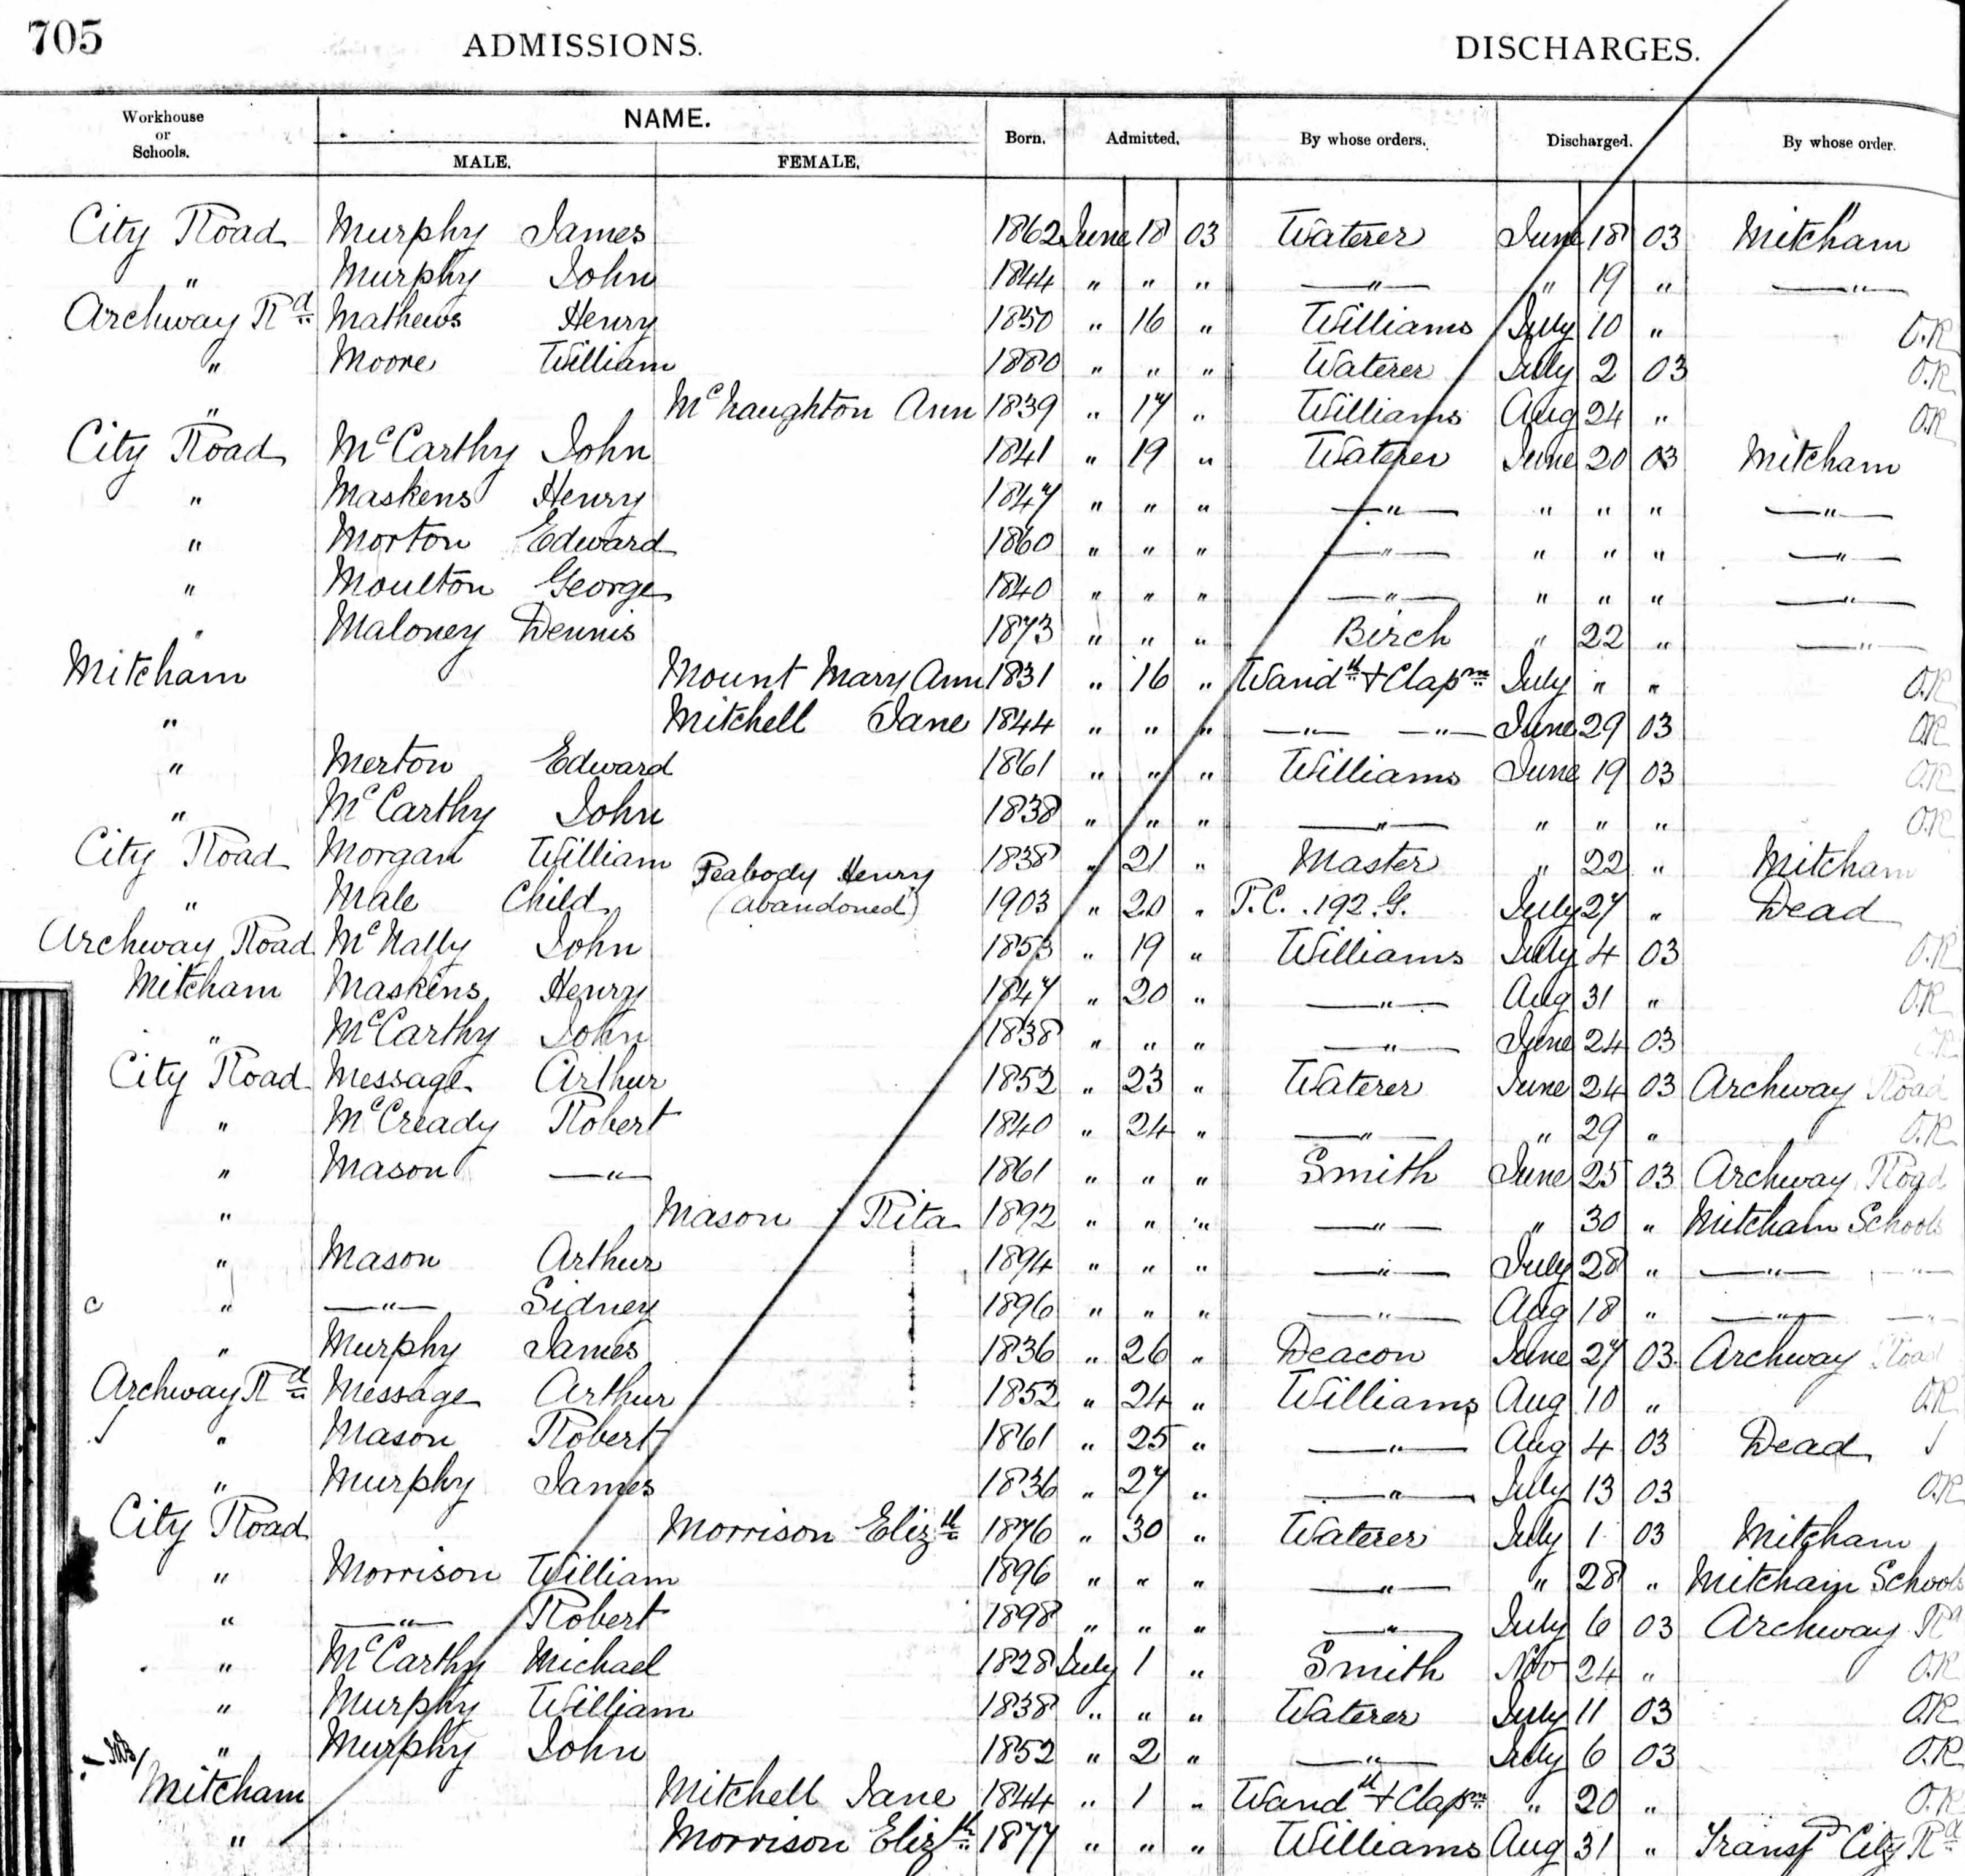 705 ADMISSIONS. DISCHARGES.
Workhouse or Schools. NAME. MALE. FEMALE. Born. Admitted. By whose orders. Discharged. By whose order.
City Road Murphy James 1862 June 18 03 Waterer June 18 03 Mitcham
" Murphy John 1844 " " " —"— " 19 " —"—
Archway Rd Mathews Henry 1850 " 16 " Williams July 10 " O.R
" Moore William 1880 " " " Waterer July 2 03 O.R
" McNaughton Ann 1839 " 17 " Williams Aug 24 " O.R
City Road McCarthy John 1841 " 19 " Waterer June 20 03 Mitcham
" Maskens Henry 1847 " " " —"— " " " —"—
" Morton Edward 1860 " " " —"— " " " —"—
" Moulton George 1840 " " " —"— " " " —"—
" Maloney Dennis 1873 " " " Birch " 22 " —"—
Mitcham Mount Mary Ann 1831 " 16 " Wandth + Clapm July " " O.R
" Mitchell Jane 1844 " " " —"— —"— June 29 03 O.R
" Merton Edward 1861 " " " Williams June 19 03 O.R
" McCarthy John 1838 " " " —"— " " " O.R
City Road Morgan William 1838 " 21 " Master " 22 " Mitcham
" Male Child Peabody Henry (abandoned) 1903 " 20 " P.C. 192.G. July 27 " Dead
Archway Road McNally John 1853 " 19 " Williams July 4 03 O.R
Mitcham Maskins Henry 1847 " 20 " —"— Aug 31 " O.R
" McCarthy John 1838 " " " —"— June 24 03 O.R
City Road Message Arthur 1852 " 23 " Waterer June 24 03 Archway Road
" McCready Robert 1840 " 24 " —"— " 29 " O.R
" Mason —"— 1861 " " " Smith June 25 03 Archway Road
" Mason Rita 1892 " " " —"— " 30 " Mitcham Schools
" Mason Arthur 1894 " " " —"— July 28 " —"— —"—
c " —"— Sidney 1896 " " " —"— Aug 18 " —"— —"—
" Murphy James 1836 " 26 " Deacon June 27 03 Archway Road
Archway Rd Message Arthur 1852 " 24 " Williams Aug 10 " O.R
" Mason Robert 1861 " 25 " —"— Aug 4 03 Dead
" Murphy James 1836 " 27 " —"— July 13 03 O.R
City Road Morrison Elizth 1876 " 30 " Waterer July 1 03 Mitcham
" Morrison William 1896 " " " —"— " 28 " Mitcham Schools
" —"— Robert 1898 " " " —"— July 6 03 Archway Rd
" McCarthy Michael 1828 July 1 " Smith Nov 24 " O.R
" Murphy William 1838 " " " Waterer July 11 03 O.R
" Murphy John 1852 " 2 " —"— July 6 03 O.R
Mitcham Mitchell Jane 1844 " 1 " Wandth + Clapm " 20 " O.R
" Morrison Elizth 1877 " " " Williams Aug 31 " Transf City Rd